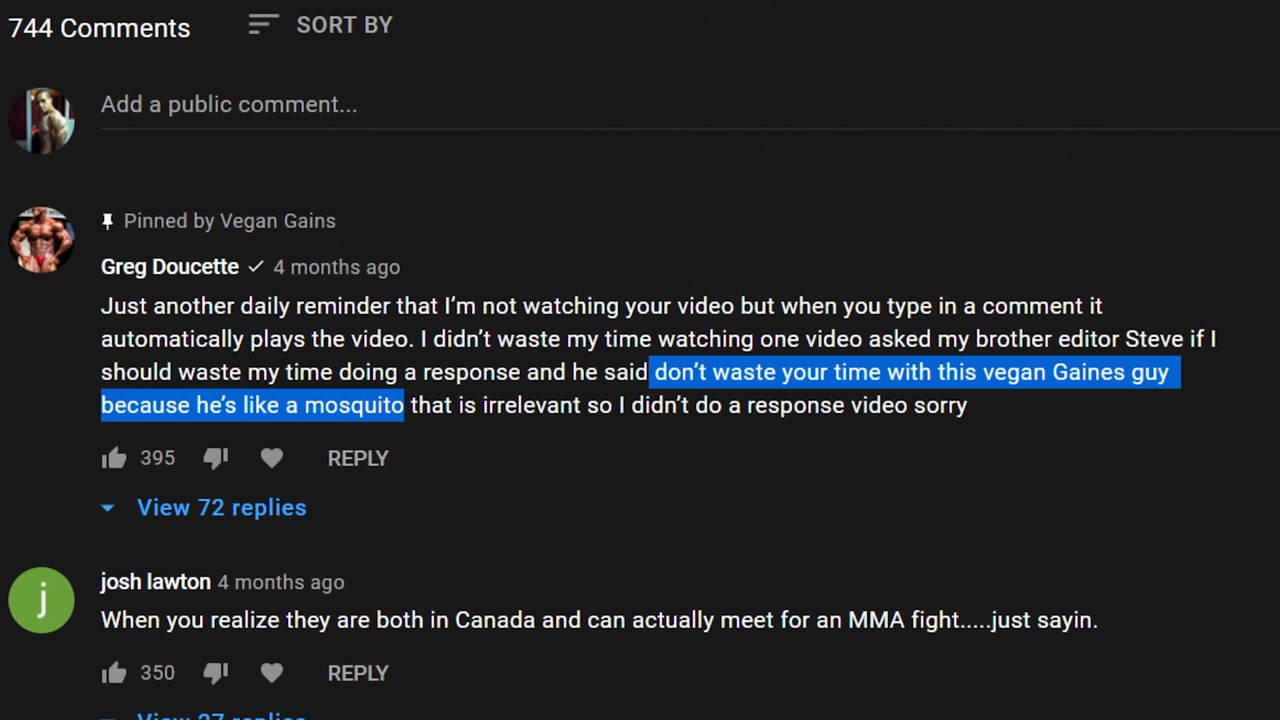 744 Comments
SORT BY
Add a public comment...
Pinned by Vegan Gains
Greg Doucette 4 months ago
Just another daily reminder that I’m not watching your video but when you type in a comment it
automatically plays the video. I didn’t waste my time watching one video asked my brother editor Steve if I
should waste my time doing a response and he said don’t waste your time with this vegan Gaines guy
because he’s like a mosquito that is irrelevant so I didn’t do a response video sorry
395 REPLY
View 72 replies
j
josh lawton 4 months ago
When you realize they are both in Canada and can actually meet for an MMA fight.....just sayin.
350 REPLY
View 27 replies